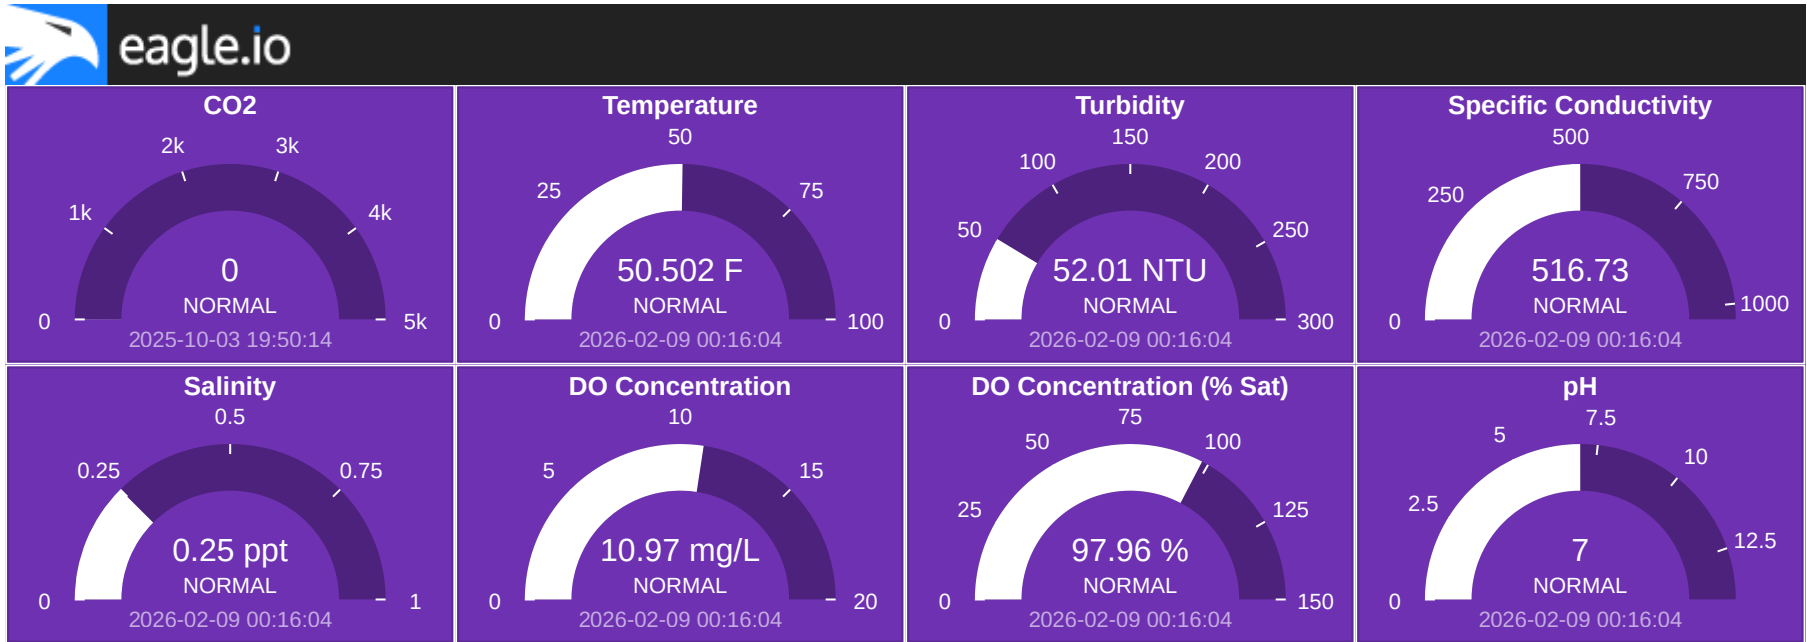 eagle.io
CO2
2k
3k
1k
4k
0
NORMAL
0
5k
2025-10-03 19:50:14
Temperature
50
25
75
50.502 F
NORMAL
0
100
2026-02-09 00:16:04
Turbidity
150
100
200
50
250
52.01 NTU
NORMAL
0
300
2026-02-09 00:16:04
Specific Conductivity
500
250
750
516.73
NORMAL
1000
0
2026-02-09 00:16:04
Salinity
0.5
0.25
0.75
0.25 ppt
NORMAL
0
1
2026-02-09 00:16:04
DO Concentration
10
5
15
10.97 mg/L
NORMAL
0
20
2026-02-09 00:16:04
DO Concentration (% Sat)
75
50
100
25
125
97.96 %
NORMAL
0
150
2026-02-09 00:16:04
pH
7.5
5
10
2.5
12.5
7
NORMAL
0
2026-02-09 00:16:04